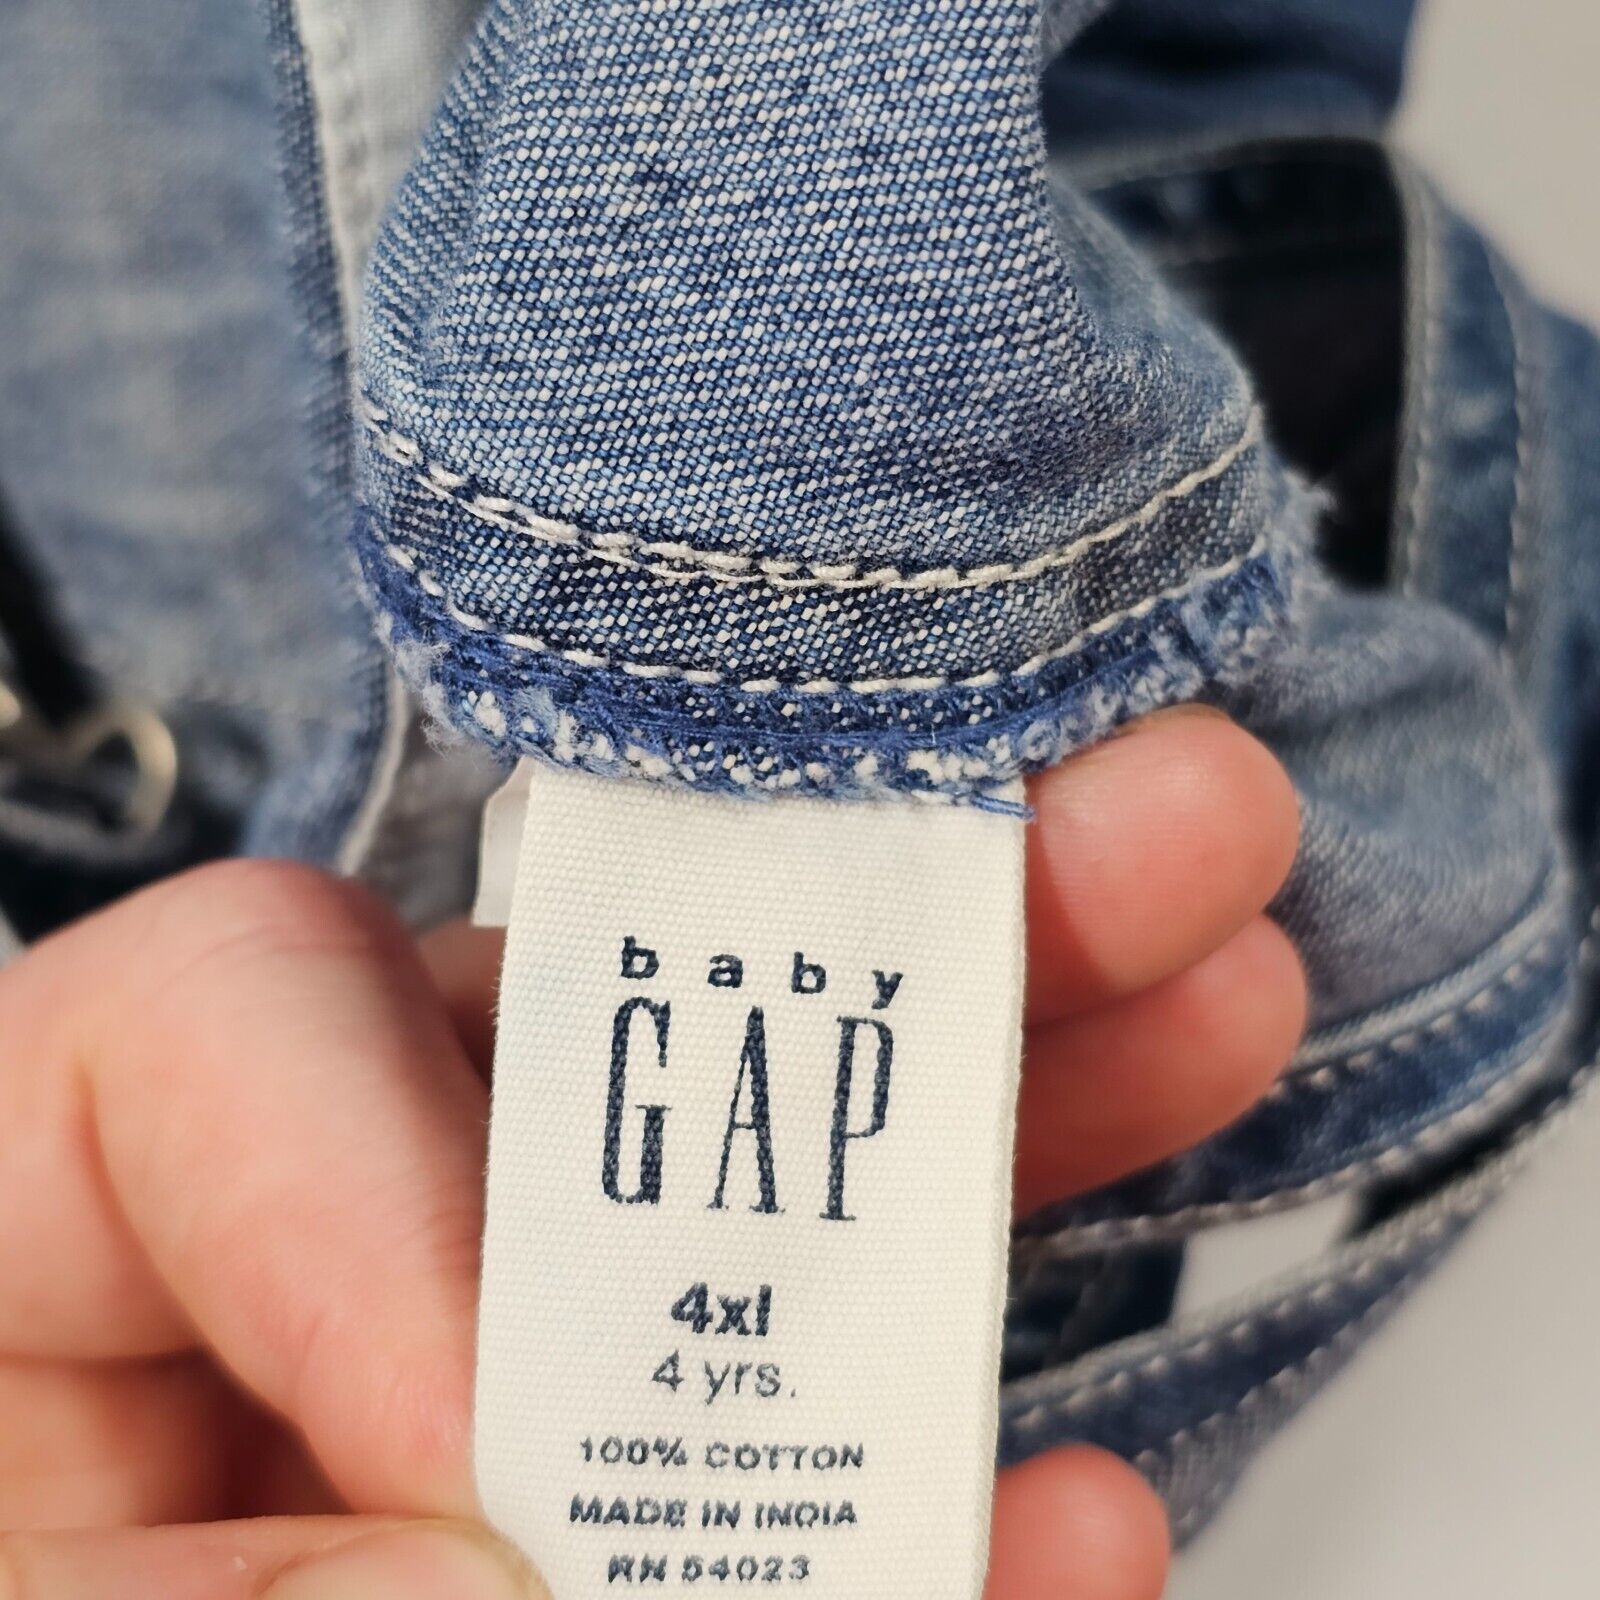 baby
GAP
4xl
4 yrs.
100% COTTON
MADE IN INDIA
RN 54023